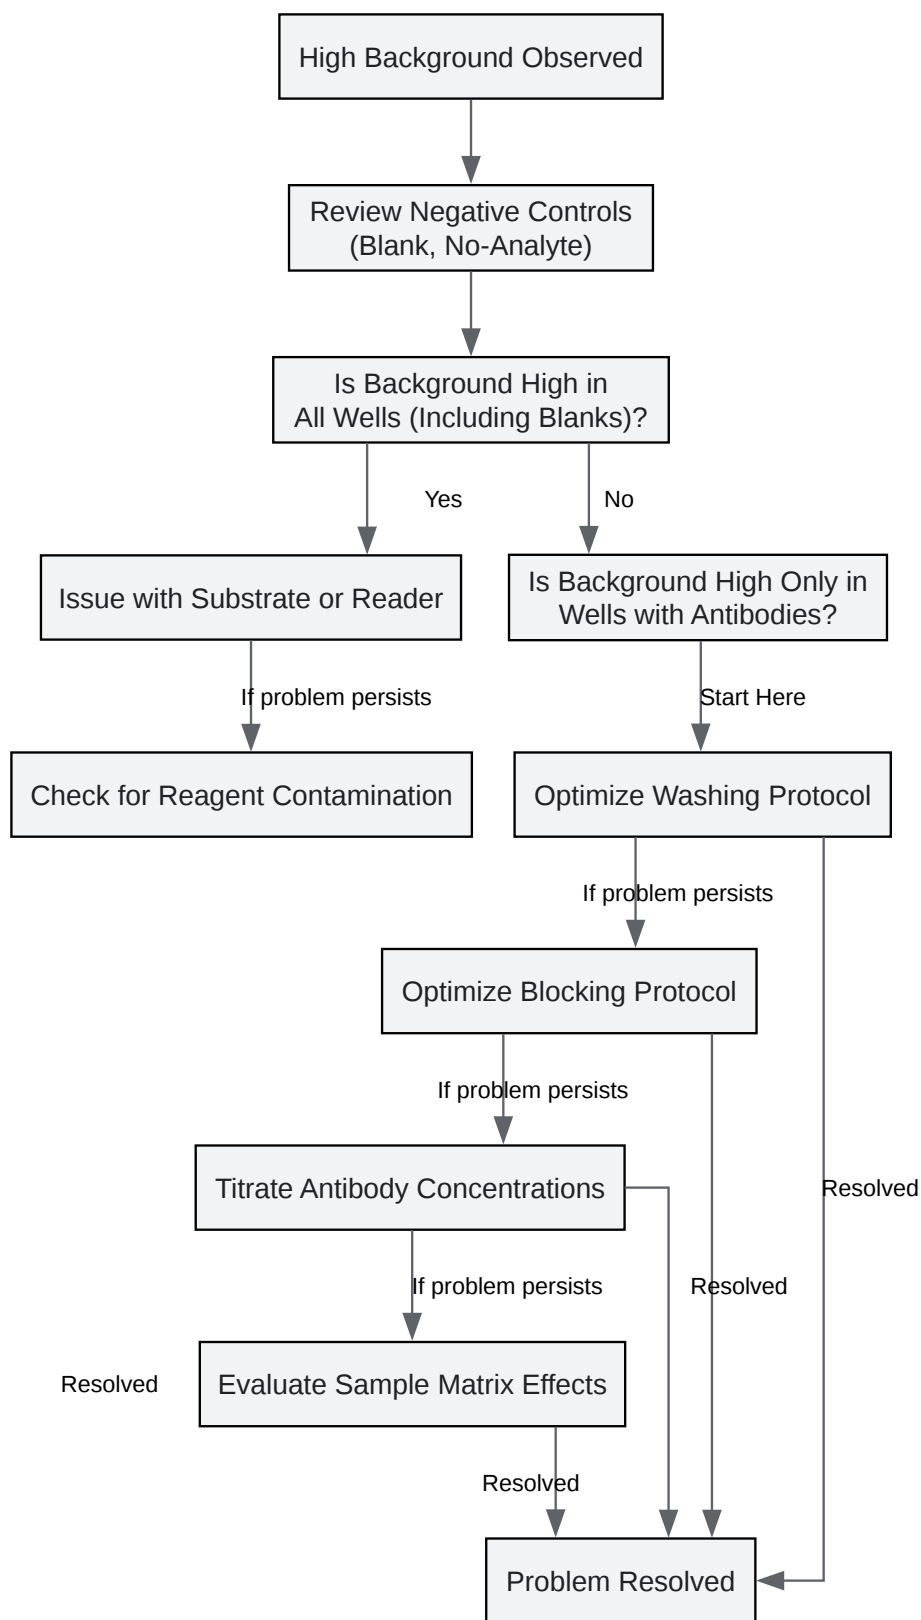 High Background Observed
Review Negative Controls
(Blank, No-Analyte)
Is Background High in
All Wells (Including Blanks)?
Yes
No
Issue with Substrate or Reader
Is Background High Only in
Wells with Antibodies?
If problem persists
Start Here
Check for Reagent Contamination
Optimize Washing Protocol
If problem persists
Optimize Blocking Protocol
If problem persists
Titrate Antibody Concentrations
Resolved
If problem persists
Resolved
Resolved
Evaluate Sample Matrix Effects
Resolved
Problem Resolved